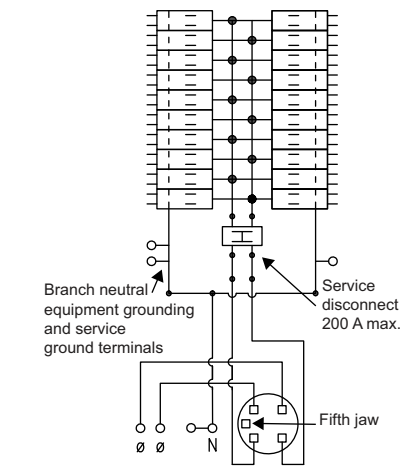 Branch neutral
equipment grounding
and service
ground terminals
Service
disconnect
200 A max.
Fifth jaw
ø ø N